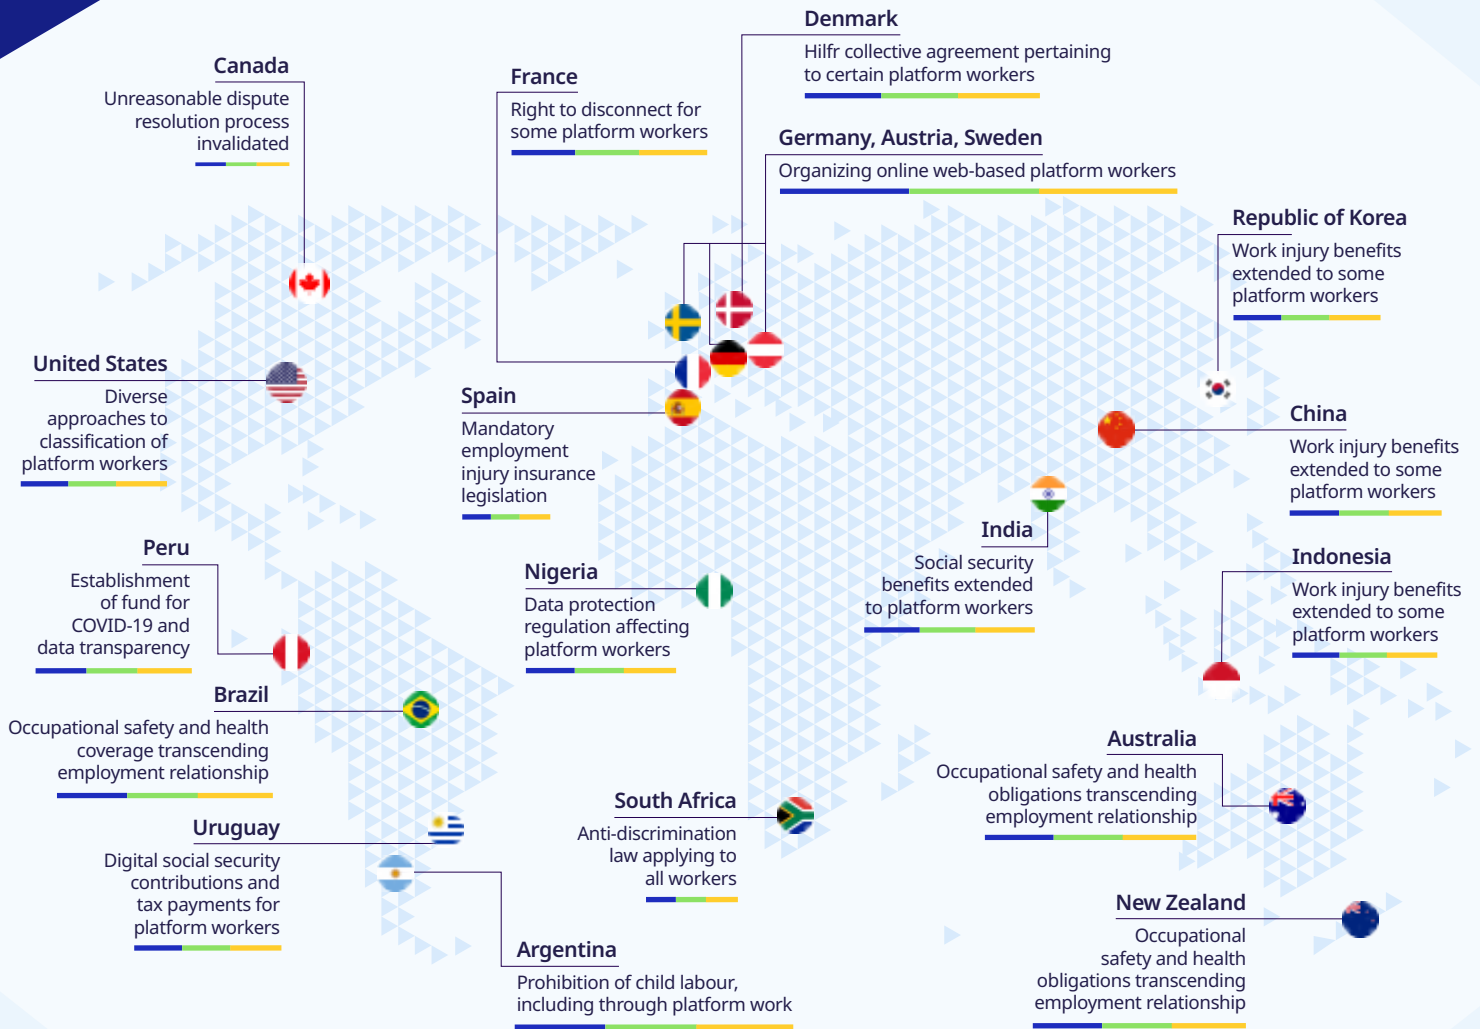 Denmark
Hilfr collective agreement pertaining
to certain platform workers
Canada
Unreasonable dispute
resolution process
invalidated
France
Right to disconnect for
some platform workers
Germany, Austria, Sweden
Organizing online web-based platform workers
Republic of Korea
Work injury benefits
extended to some
platform workers
United States
Diverse
approaches to
classification of
platform workers
Spain
Mandatory
employment
injury insurance
legislation
China
Work injury benefits
extended to some
platform workers
India
Social security
benefits extended
to platform workers
Peru
Establishment
of fund for
COVID-19 and
data transparency
Nigeria
Data protection
regulation affecting
platform workers
Indonesia
Work injury benefits
extended to some
platform workers
Brazil
Occupational safety and health
coverage transcending
employment relationship
Australia
Occupational safety and health
obligations transcending
employment relationship
South Africa
Anti-discrimination
law applying to
all workers
Uruguay
Digital social security
contributions and
tax payments for
platform workers
New Zealand
Occupational
safety and health
obligations transcending
employment relationship
Argentina
Prohibition of child labour,
including through platform work